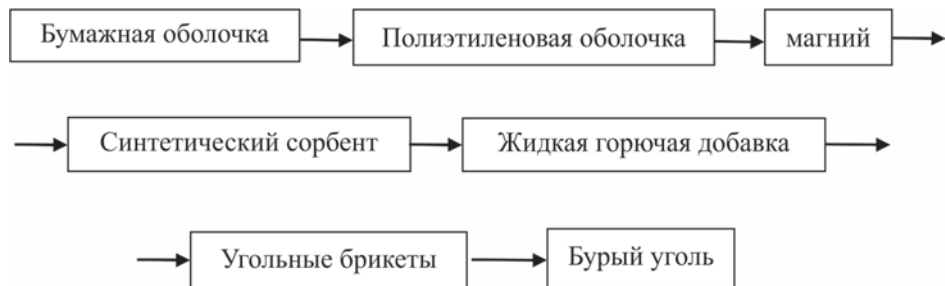 Бумажная оболочка
Полиэтиленовая оболочка
магний
Синтетический сорбент
Жидкая горючая добавка
Угольные брикеты
Бурый уголь